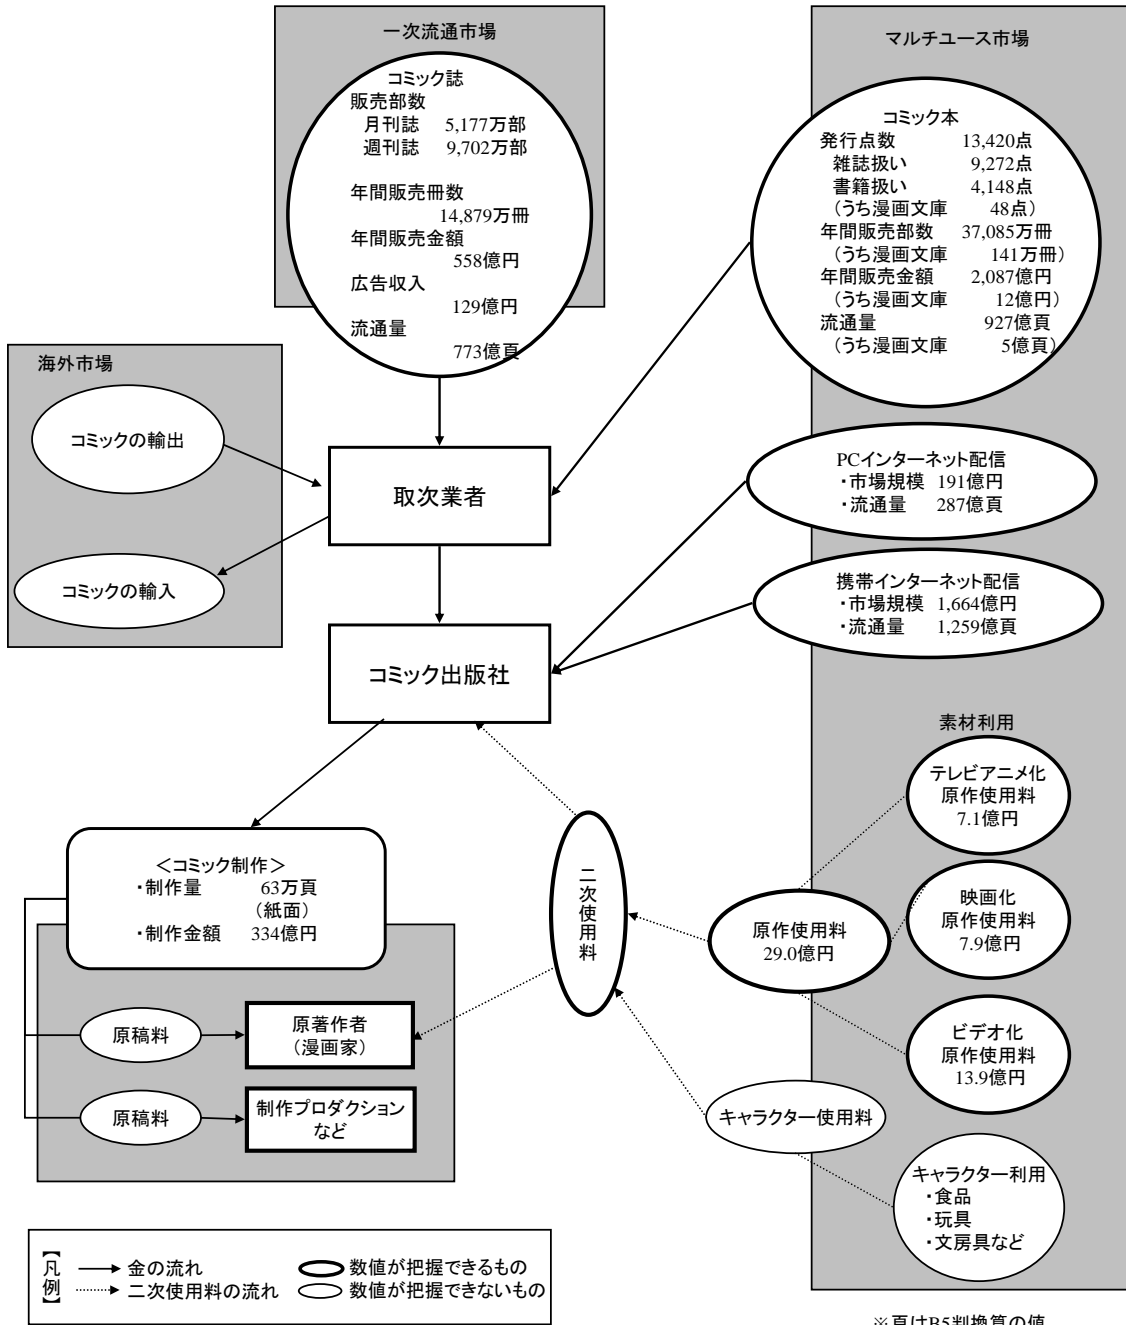 一次流通市場
コミック誌
販売部数
月刊誌 5,177万部
週刊誌 9,702万部
年間販売冊数
14,879万冊
年間販売金額
558億円
広告収入
129億円
流通量
773億頁
マルチユース市場
コミック本
発行点数 13,420点
雑誌扱い 9,272点
書籍扱い 4,148点
(うち漫画文庫 48点)
年間販売部数 37,085万冊
(うち漫画文庫 141万冊)
年間販売金額 2,087億円
(うち漫画文庫 12億円)
流通量 927億頁
(うち漫画文庫 5億頁)
海外市場
コミックの輸出
コミックの輸入
取次業者
PCインターネット配信
・市場規模 191億円
・流通量 287億頁
携帯インターネット配信
・市場規模 1,664億円
・流通量 1,259億頁
コミック出版社
素材利用
テレビアニメ化
原作使用料
7.1億円
映画化
原作使用料
7.9億円
ビデオ化
原作使用料
13.9億円
原作使用料
29.0億円
二次使用料
キャラクター使用料
キャラクター利用
・食品
・玩具
・文房具など
<コミック制作>
・制作量 63万頁
(紙面)
・制作金額 334億円
原稿料
原著作者
(漫画家)
原稿料
制作プロダクション
など
【凡例】
金の流れ 数値が把握できるもの
二次使用料の流れ 数値が把握できないもの
※頁はB5判換算の値